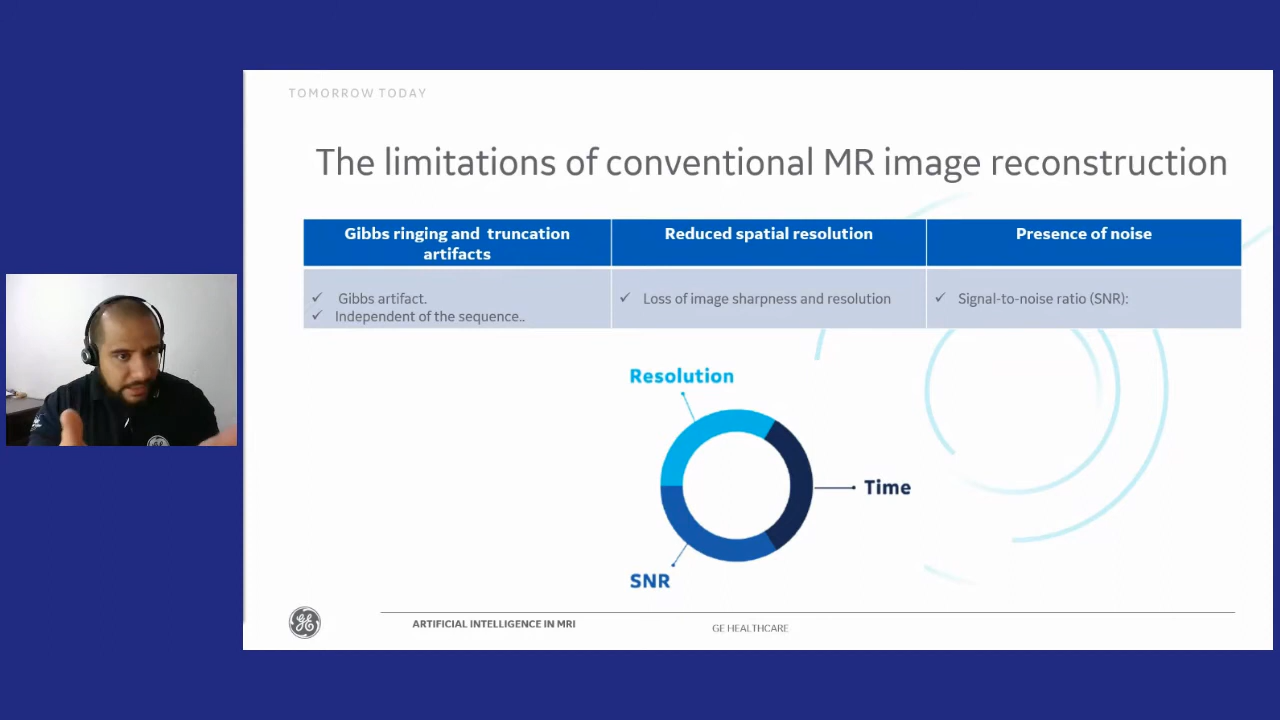 TOMORROW TODAY
The limitations of conventional MR image reconstruction
Gibbs ringing and truncation
artifacts
Reduced spatial resolution
Presence of noise
✓ Gibbs artifact.
✓ Independent of the sequence..
✓ Loss of image sharpness and resolution
✓ Signal-to-noise ratio (SNR):
Resolution
Time
SNR
GE
ARTIFICIAL INTELLIGENCE IN MRI
GE HEALTHCARE